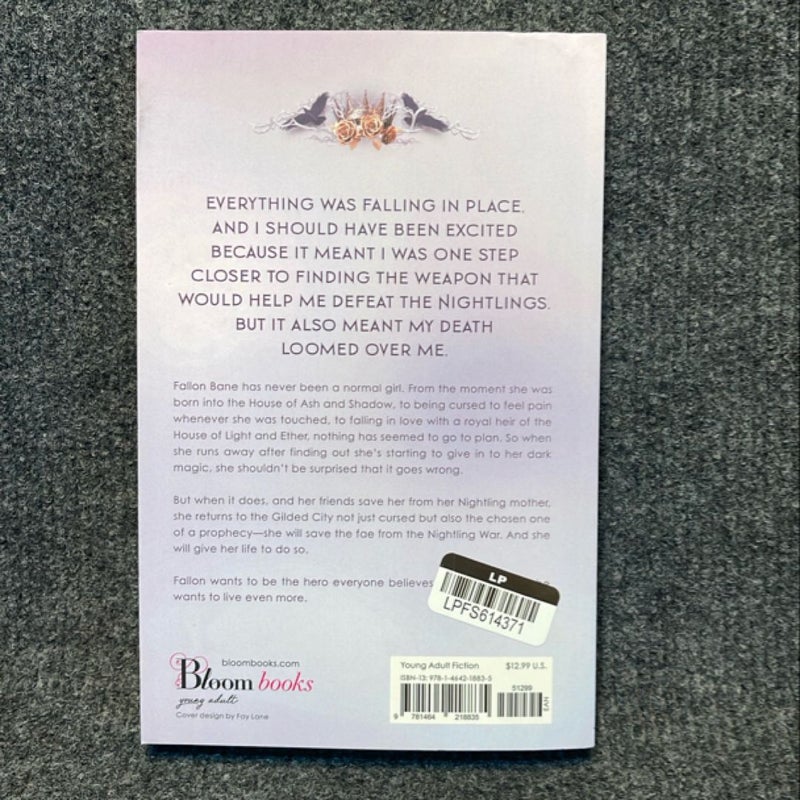 EVERYTHING WAS FALLING IN PLACE.
AND I SHOULD HAVE BEEN EXCITED
BECAUSE IT MEANT I WAS ONE STEP
CLOSER TO FINDING THE WEAPON THAT
WOULD HELP ME DEFEAT THE NIGHTLINGS.
BUT IT ALSO MEANT MY DEATH
LOOMED OVER ME.
Fallon Bane has never been a normal girl. From the moment she was
born into the House of Ash and Shadow, to being cursed to feel pain
whenever she was touched, to falling in love with a royal heir of the
House of Light and Ether, nothing has seemed to go to plan. So when
she runs away after finding out she's starting to give in to her dark
magic, she shouldn't be surprised that it goes wrong.
But when it does, and her friends save her from her Nightling mother,
she returns to the Gilded City not just cursed but also the chosen one
of a prophecy—she will save the fae from the Nightling War. And she
will give her life to do so.
Fallon wants to be the hero everyone believes
wants to live even more.
LP
LPFS614371
bloombooks.com
Bloom books
young adult
Cover design by Fay Lane
Young Adult Fiction $12.99 U.S.
ISBN-13: 978-1-4642-1883-5
51299
EAN
9 781464 218835